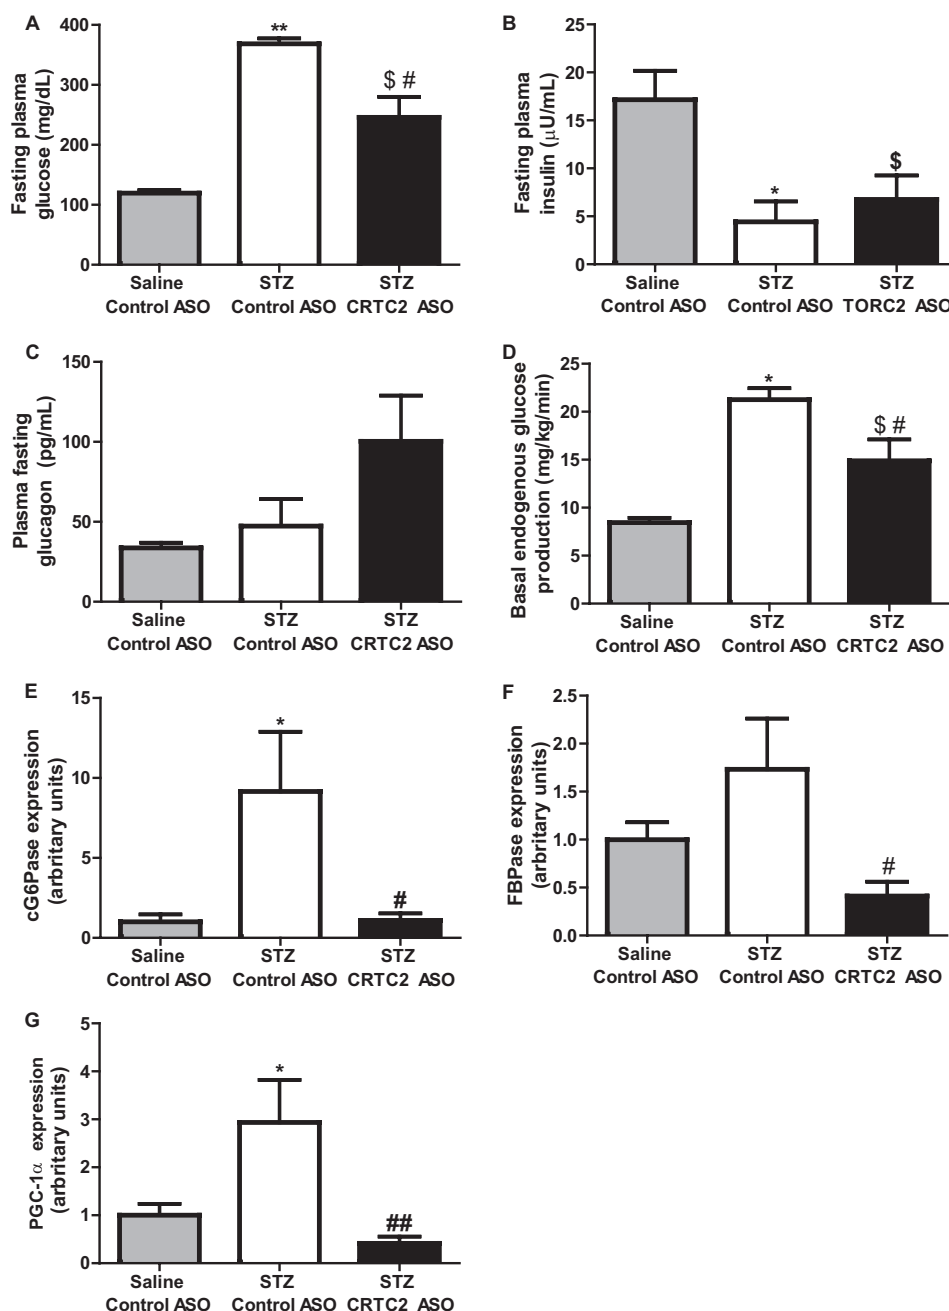 A
Fasting plasma
glucose (mg/dL)
400
300
200
100
0
**
$ #
Saline
Control ASO
STZ
Control ASO
STZ
CRTC2 ASO
B
Fasting plasma
insulin (μU/mL)
25
20
15
10
5
0
*
$
Saline
Control ASO
STZ
Control ASO
STZ
TORC2 ASO
C
Plasma fasting
glucagon (pg/mL)
150
100
50
0
Saline
Control ASO
STZ
Control ASO
STZ
CRTC2 ASO
D
Basal endogenous glucose
production (mg/kg/min)
25
20
15
10
5
0
*
$ #
Saline
Control ASO
STZ
Control ASO
STZ
CRTC2 ASO
E
cG6Pase expression
(arbritary units)
15
10
5
0
*
#
Saline
Control ASO
STZ
Control ASO
STZ
CRTC2 ASO
F
FBPase expression
(arbritary units)
2.5
2.0
1.5
1.0
0.5
0.0
#
Saline
Control ASO
STZ
Control ASO
STZ
CRTC2 ASO
G
PGC-1α expression
(arbritary units)
5
4
3
2
1
0
*
##
Saline
Control ASO
STZ
Control ASO
STZ
CRTC2 ASO